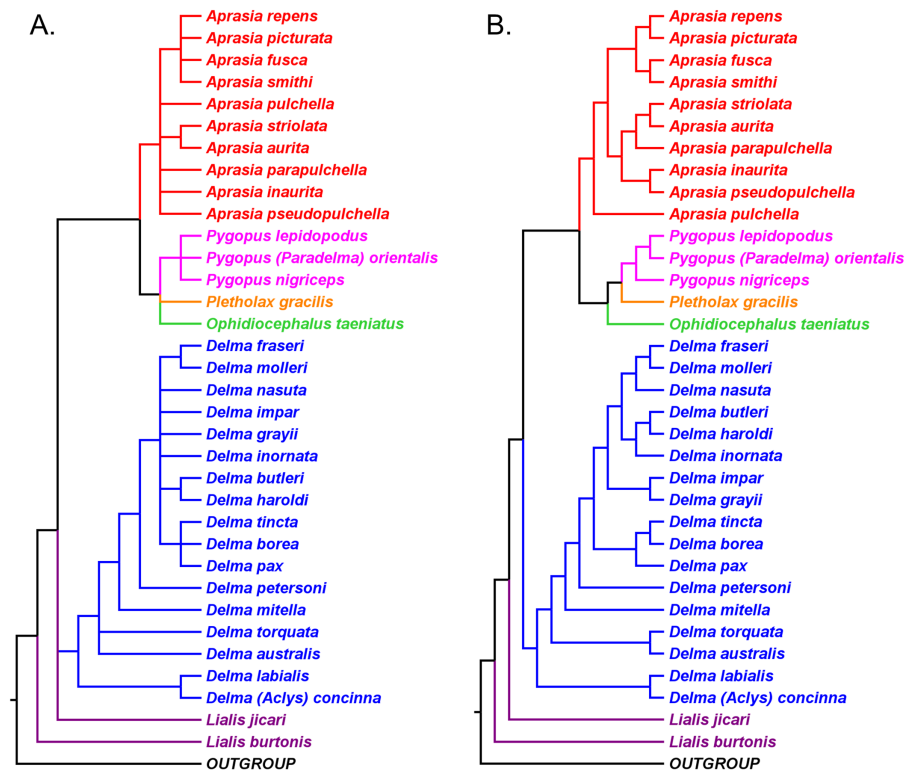 A.
Aprasia repens
Aprasia picturata
Aprasia fusca
Aprasia smithi
Aprasia pulchella
Aprasia striolata
Aprasia aurita
Aprasia parapulchella
Aprasia inaurita
Aprasia pseudopulchella
Pygopus lepidopodus
Pygopus (Paradelma) orientalis
Pygopus nigriceps
Pletholax gracilis
Ophidiocephalus taeniatus
Delma fraseri
Delma molleri
Delma nasuta
Delma impar
Delma grayii
Delma inornata
Delma butleri
Delma haroldi
Delma tincta
Delma borea
Delma pax
Delma petersoni
Delma mitella
Delma torquata
Delma australis
Delma labialis
Delma (Aclys) concinna
Lialis jicari
Lialis burtonis
OUTGROUP
B.
Aprasia repens
Aprasia picturata
Aprasia fusca
Aprasia smithi
Aprasia striolata
Aprasia aurita
Aprasia parapulchella
Aprasia inaurita
Aprasia pseudopulchella
Aprasia pulchella
Pygopus lepidopodus
Pygopus (Paradelma) orientalis
Pygopus nigriceps
Pletholax gracilis
Ophidiocephalus taeniatus
Delma fraseri
Delma molleri
Delma nasuta
Delma butleri
Delma haroldi
Delma inornata
Delma impar
Delma grayii
Delma tincta
Delma borea
Delma pax
Delma petersoni
Delma mitella
Delma torquata
Delma australis
Delma labialis
Delma (Aclys) concinna
Lialis jicari
Lialis burtonis
OUTGROUP